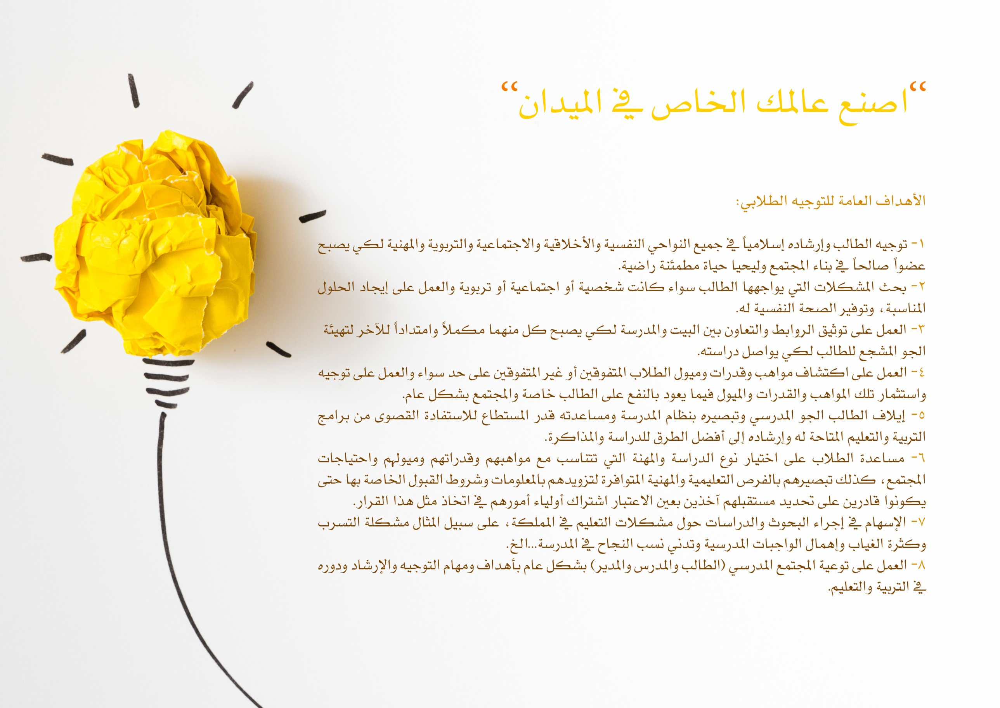 “اصنع عالمك الخاص في الميدان“
الأهداف العامة للتوجيه الطلابي:
١- توجيه الطالب وإرشاده إسلامياً في جميع النواحي النفسية والأخلاقية والاجتماعية والتربوية والمهنية لكي يصبح
عضواً صالحاً في بناء المجتمع وليحيا حياة مطمئنة راضية.
٢- بحث المشكلات التي يواجهها الطالب سواء كانت شخصية أو اجتماعية أو تربوية والعمل على إيجاد الحلول
المناسبة، وتوفير الصحة النفسية له.
٣- العمل على توثيق الروابط والتعاون بين البيت والمدرسة لكي يصبح كل منهما مكملاً وامتداداً للآخر لتهيئة
الجو المشجع للطالب لكي يواصل دراسته.
٤- العمل على اكتشاف مواهب وقدرات وميول الطلاب المتفوقين أو غير المتفوقين على حد سواء والعمل على توجيه
واستثمار تلك المواهب والقدرات والميول فيما يعود بالنفع على الطالب خاصة والمجتمع بشكل عام.
٥- إيلاف الطالب الجو المدرسي وتبصيره بنظام المدرسة ومساعدته قدر المستطاع للاستفادة القصوى من برامج
التربية والتعليم المتاحة له وإرشاده إلى أفضل الطرق للدراسة والمذاكرة.
٦- مساعدة الطلاب على اختيار نوع الدراسة والمهنة التي تتناسب مع مواهبهم وقدراتهم وميولهم واحتياجات
المجتمع، كذلك تبصيرهم بالفرص التعليمية والمهنية المتوافرة لتزويدهم بالمعلومات وشروط القبول الخاصة بها حتى
يكونوا قادرين على تحديد مستقبلهم آخذين بعين الاعتبار اشتراك أولياء أمورهم في اتخاذ مثل هذا القرار.
٧- الإسهام في إجراء البحوث والدراسات حول مشكلات التعليم في المملكة، على سبيل المثال مشكلة التسرب
وكثرة الغياب وإهمال الواجبات المدرسية وتدني نسب النجاح في المدرسة...الخ.
٨- العمل على توعية المجتمع المدرسي (الطالب والمدرس والمدير) بشكل عام بأهداف ومهام التوجيه والإرشاد ودوره
في التربية والتعليم.